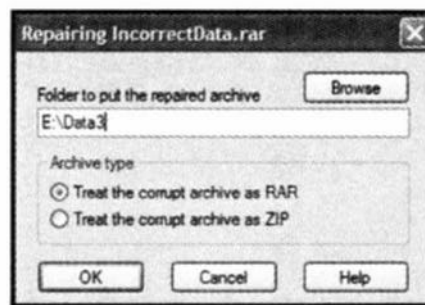 Repairing IncorrectData.rar
Browse
Folder to put the repaired archive
E:\Data3
Archive type
Treat the corrupt archive as RAR
Treat the corrupt archive as ZIP
OK Cancel Help